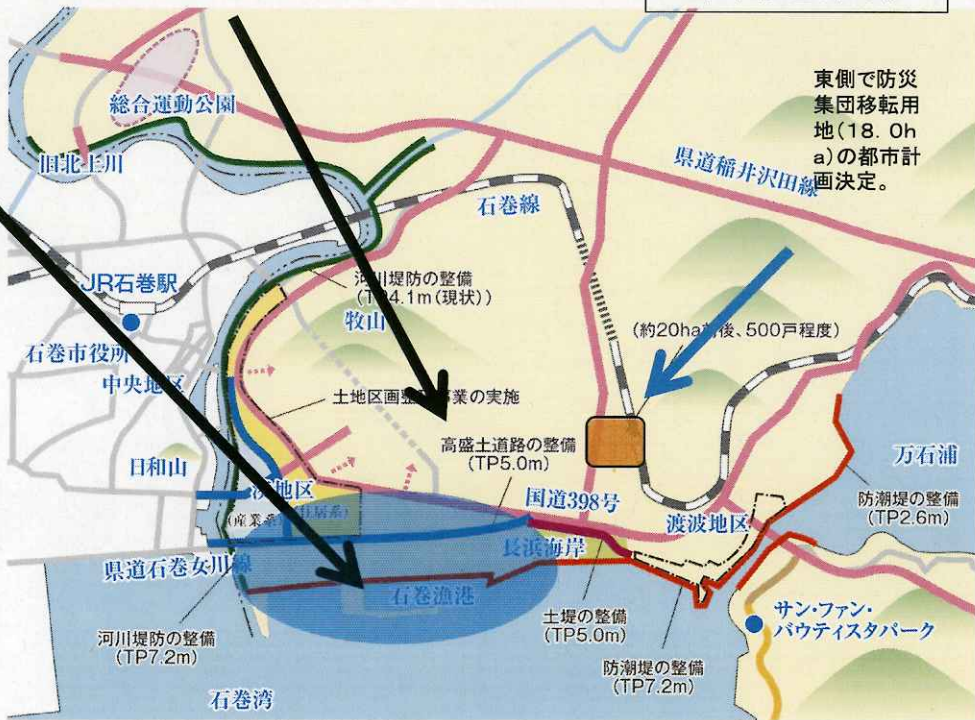 東側で防災
集団移転用
地(18.0h
a)の都市計
画決定。
総合運動公園
旧北上川
県道稲井沢田線
石巻線
JR石巻駅
河川堤防の整備
(TP4.1m(現状))
牧山
(約20ha前後、500戸程度)
石巻市役所
中央地区
土地区画整理事業の実施
高盛土道路の整備
(TP5.0m)
日和山
万石浦
国道398号
防潮堤の整備
(TP2.6m)
地区
(産業系)
(住居系)
渡波地区
長浜海岸
県道石巻女川線
石巻漁港
サン・ファン・
バウティスタパーク
土堤の整備
(TP5.0m)
河川堤防の整備
(TP7.2m)
防潮堤の整備
(TP7.2m)
石巻湾